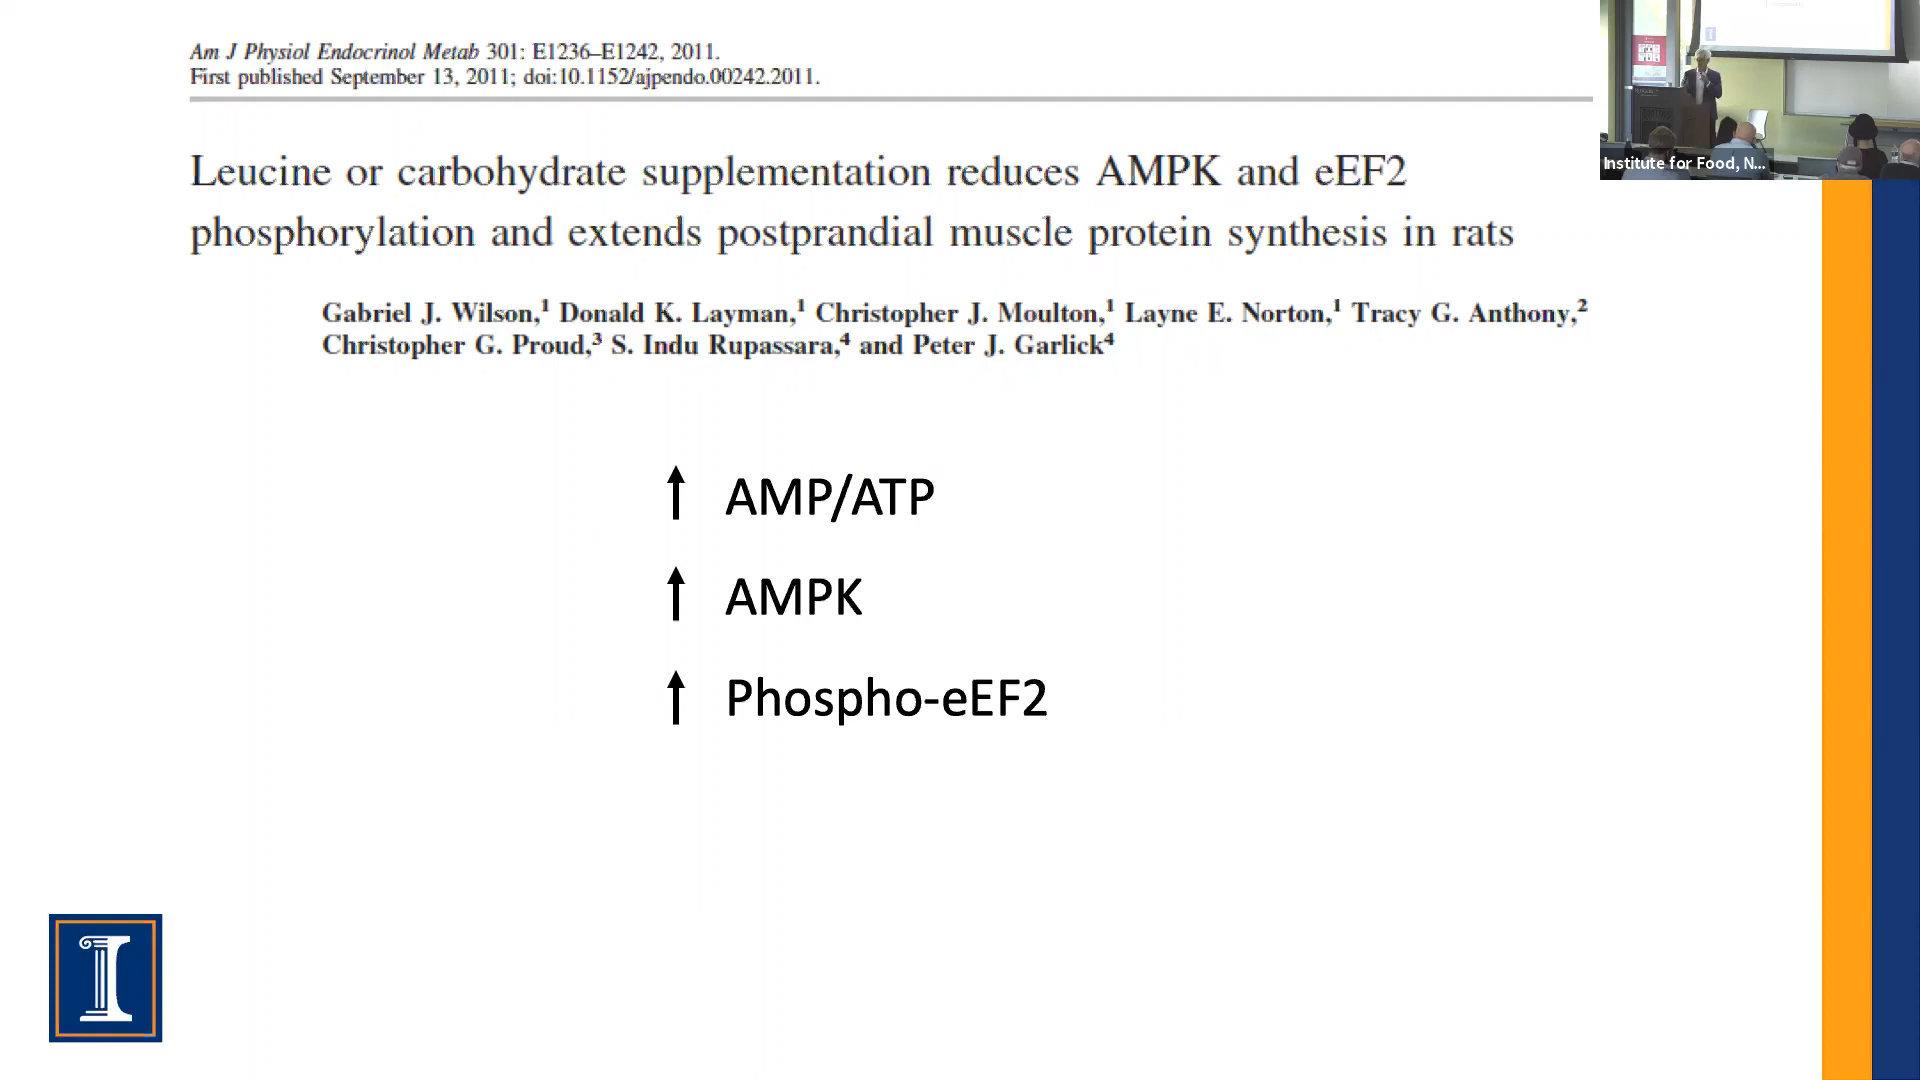 Am J Physiol Endocrinol Metab 301: E1236–E1242, 2011.
First published September 13, 2011; doi:10.1152/ajpendo.00242.2011.
Leucine or carbohydrate supplementation reduces AMPK and eEF2
phosphorylation and extends postprandial muscle protein synthesis in rats
Gabriel J. Wilson,1 Donald K. Layman,1 Christopher J. Moulton,1 Layne E. Norton,1 Tracy G. Anthony,2
Christopher G. Proud,3 S. Indu Rupassara,4 and Peter J. Garlick4
↑ AMP/ATP
↑ AMPK
↑ Phospho-eEF2
Institute for Food, N...
I